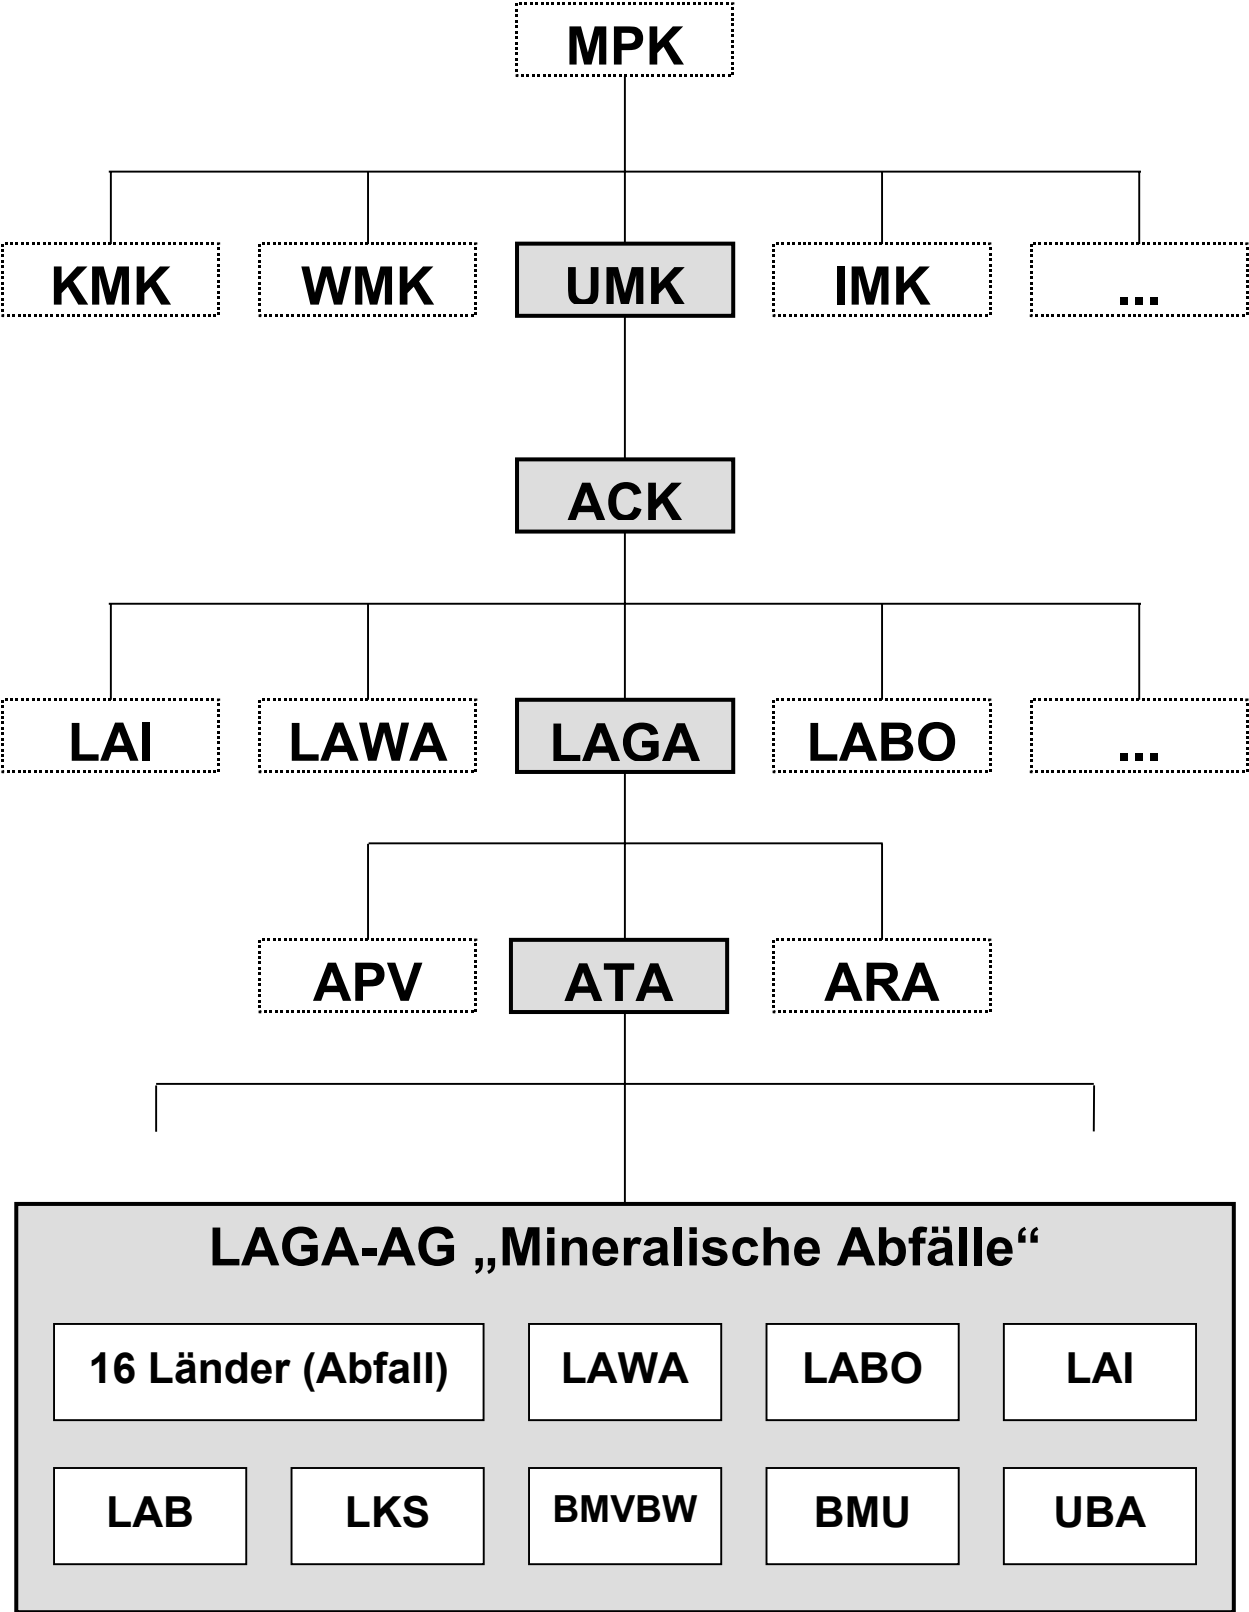 MPK
KMK WMK UMK IMK ...
ACK
LAI LAWA LAGA LABO ...
APV ATA ARA
LAGA-AG „Mineralische Abfälle“
16 Länder (Abfall) LAWA LABO LAI
LAB LKS BMVBW BMU UBA